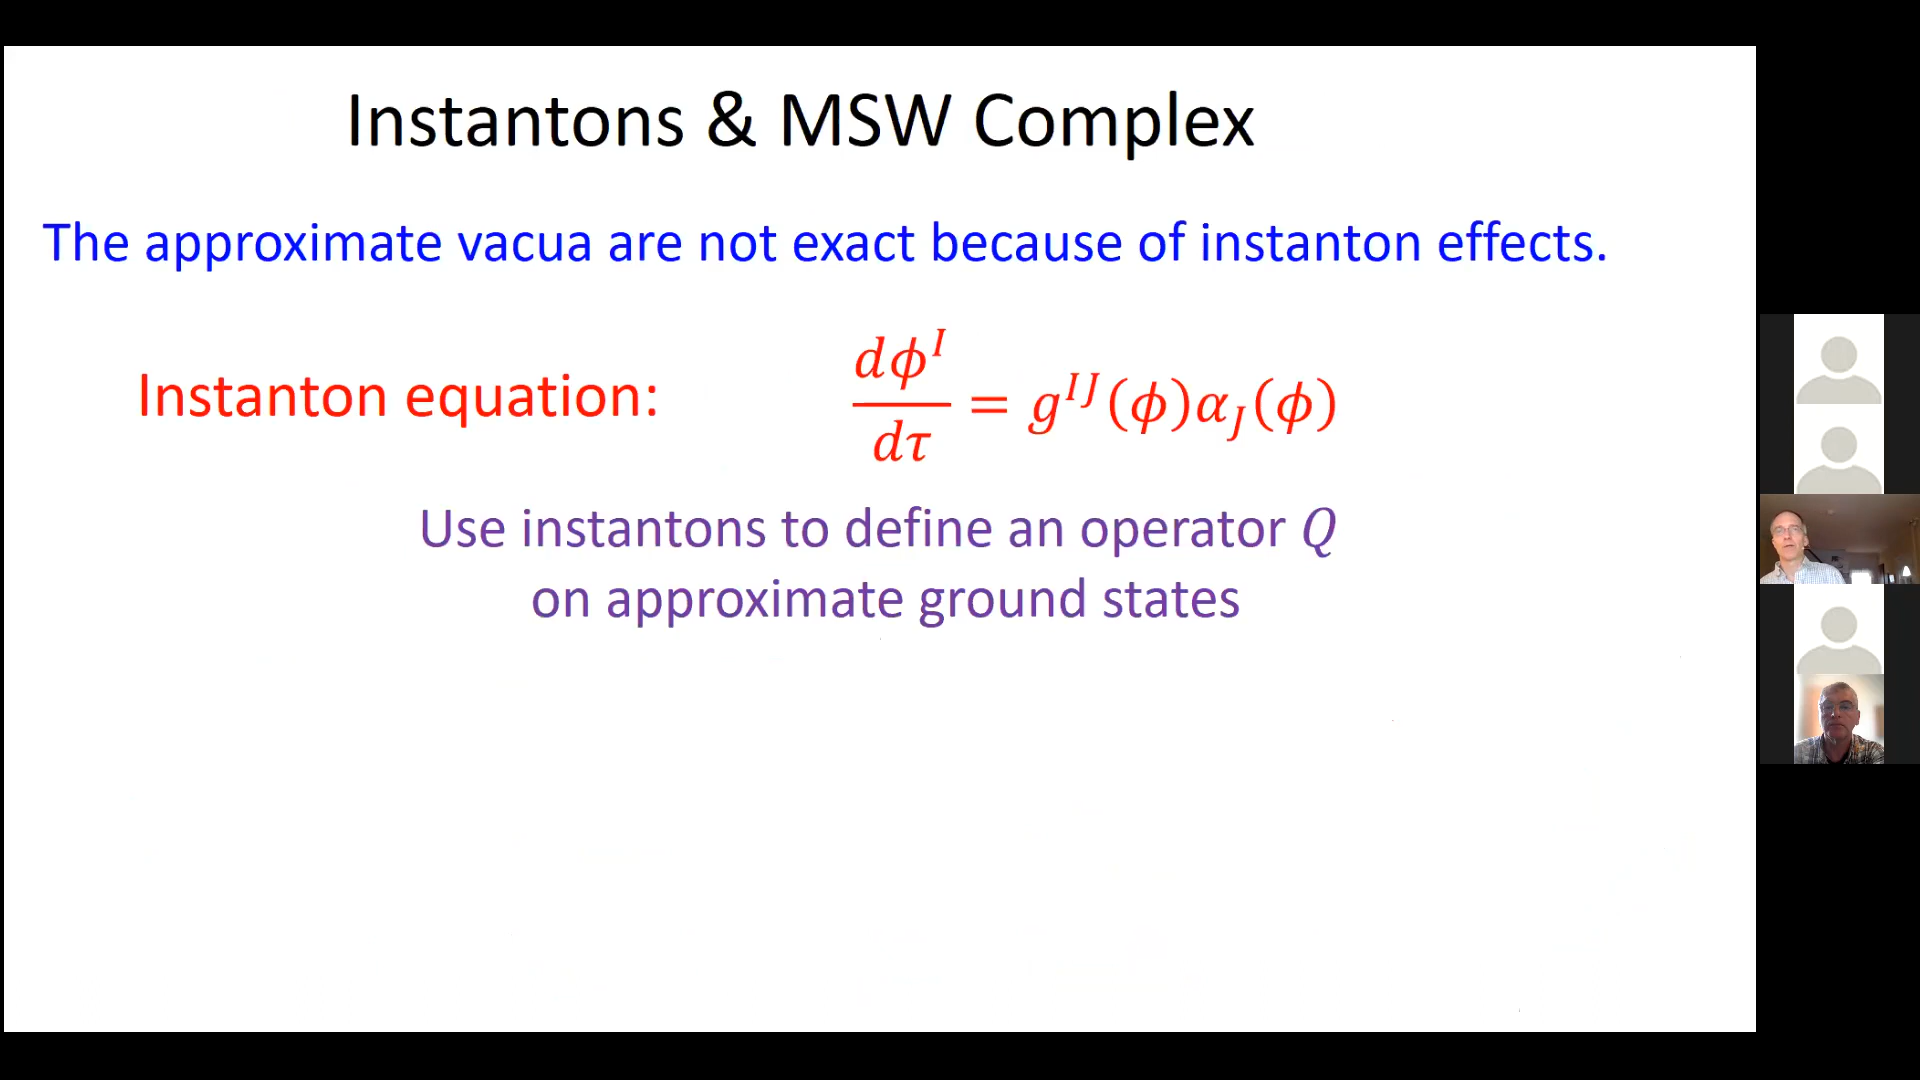 Instantons & MSW Complex
The approximate vacua are not exact because of instanton effects.
Instanton equation: dϕ^I/dτ = g^{IJ}(ϕ)α_J(ϕ)
Use instantons to define an operator Q
on approximate ground states